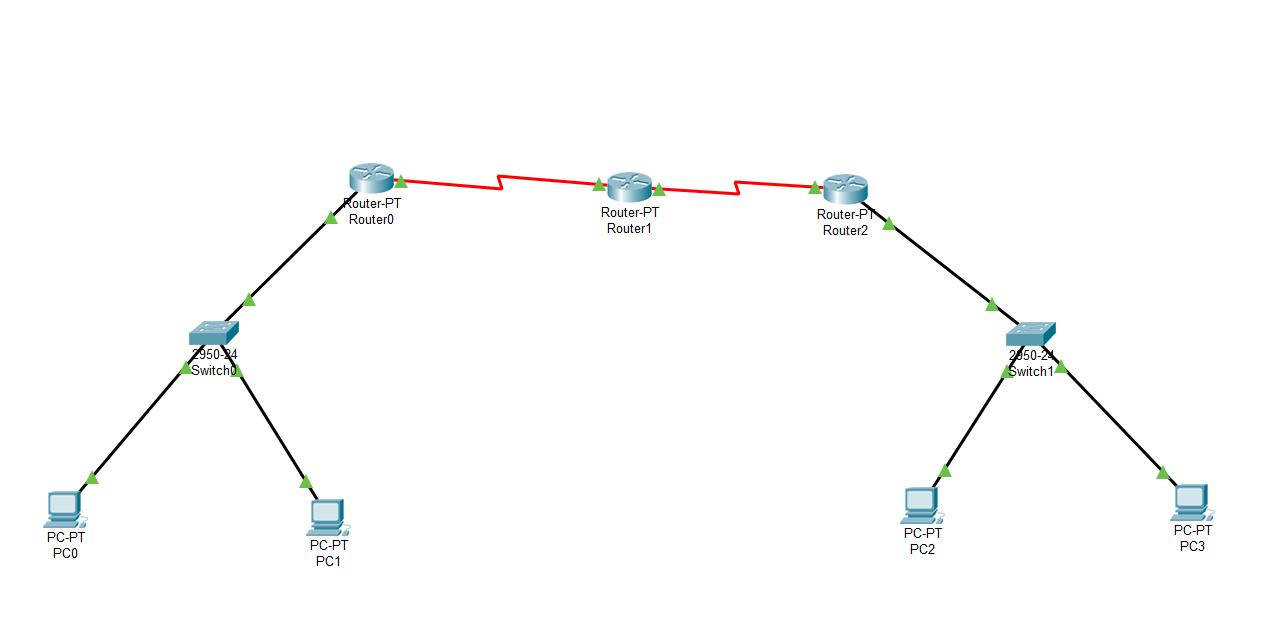 Router-PT
Router0
Router-PT
Router1
Router-PT
Router2
2950-24
Switch0
2950-24
Switch1
PC-PT
PC0
PC-PT
PC1
PC-PT
PC2
PC-PT
PC3